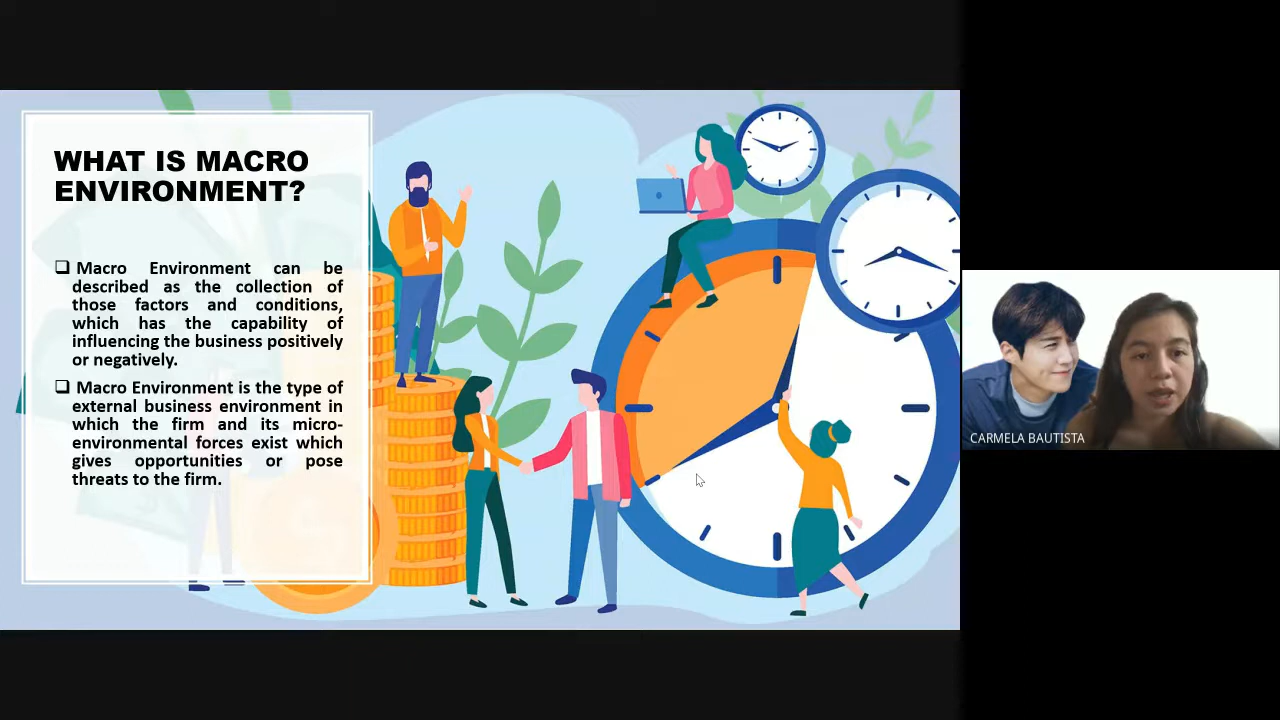 WHAT IS MACRO
ENVIRONMENT?
❑ Macro Environment can be
described as the collection of
those factors and conditions,
which has the capability of
influencing the business positively
or negatively.
❑ Macro Environment is the type of
external business environment in
which the firm and its micro-
environmental forces exist which
gives opportunities or pose
threats to the firm.
CARMELA BAUTISTA